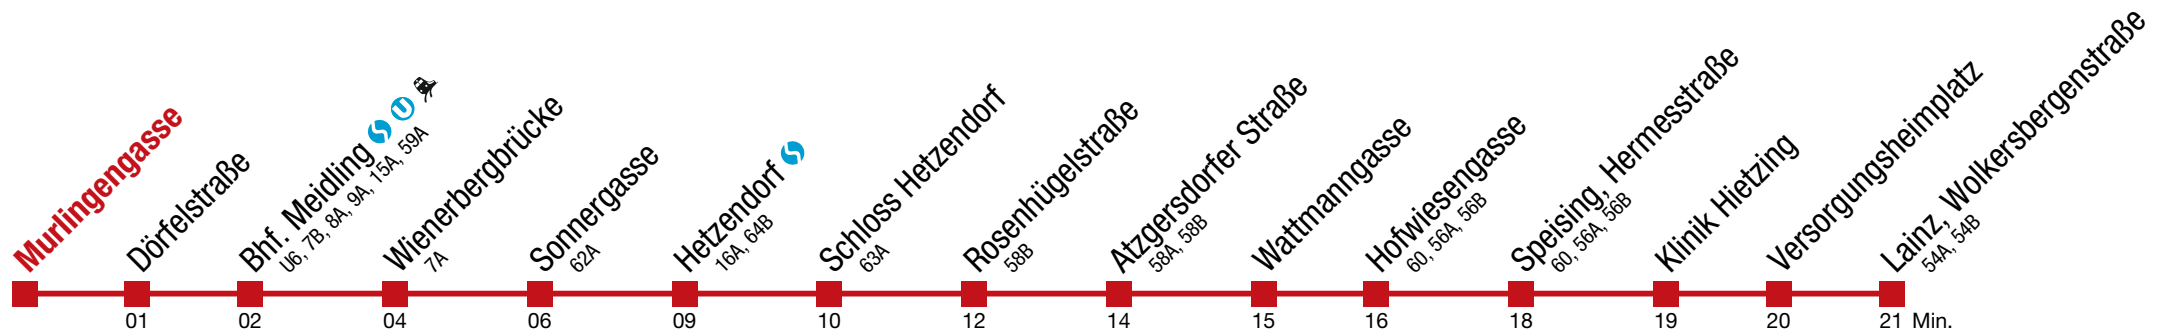 Murlingengasse
Dörfelstraße
Bhf. Meidling
U6, 7B, 8A, 9A, 15A, 59A
Wienerbergbrücke
7A
Sonnergasse
62A
Hetzendorf
16A, 64B
Schloss Hetzendorf
63A
Rosenhügelstraße
58B
Atzgersdorfer Straße
58A, 58B
Wattmanngasse
Hofwiesengasse
60, 56A, 56B
Speising, Hermesstraße
60, 56A, 56B
Klinik Hietzing
Versorgungsheimplatz
Lainz, Wolkersbergenstraße
54A, 54B
01 02 04 06 09 10 12 14 15 16 18 19 20 21 Min.